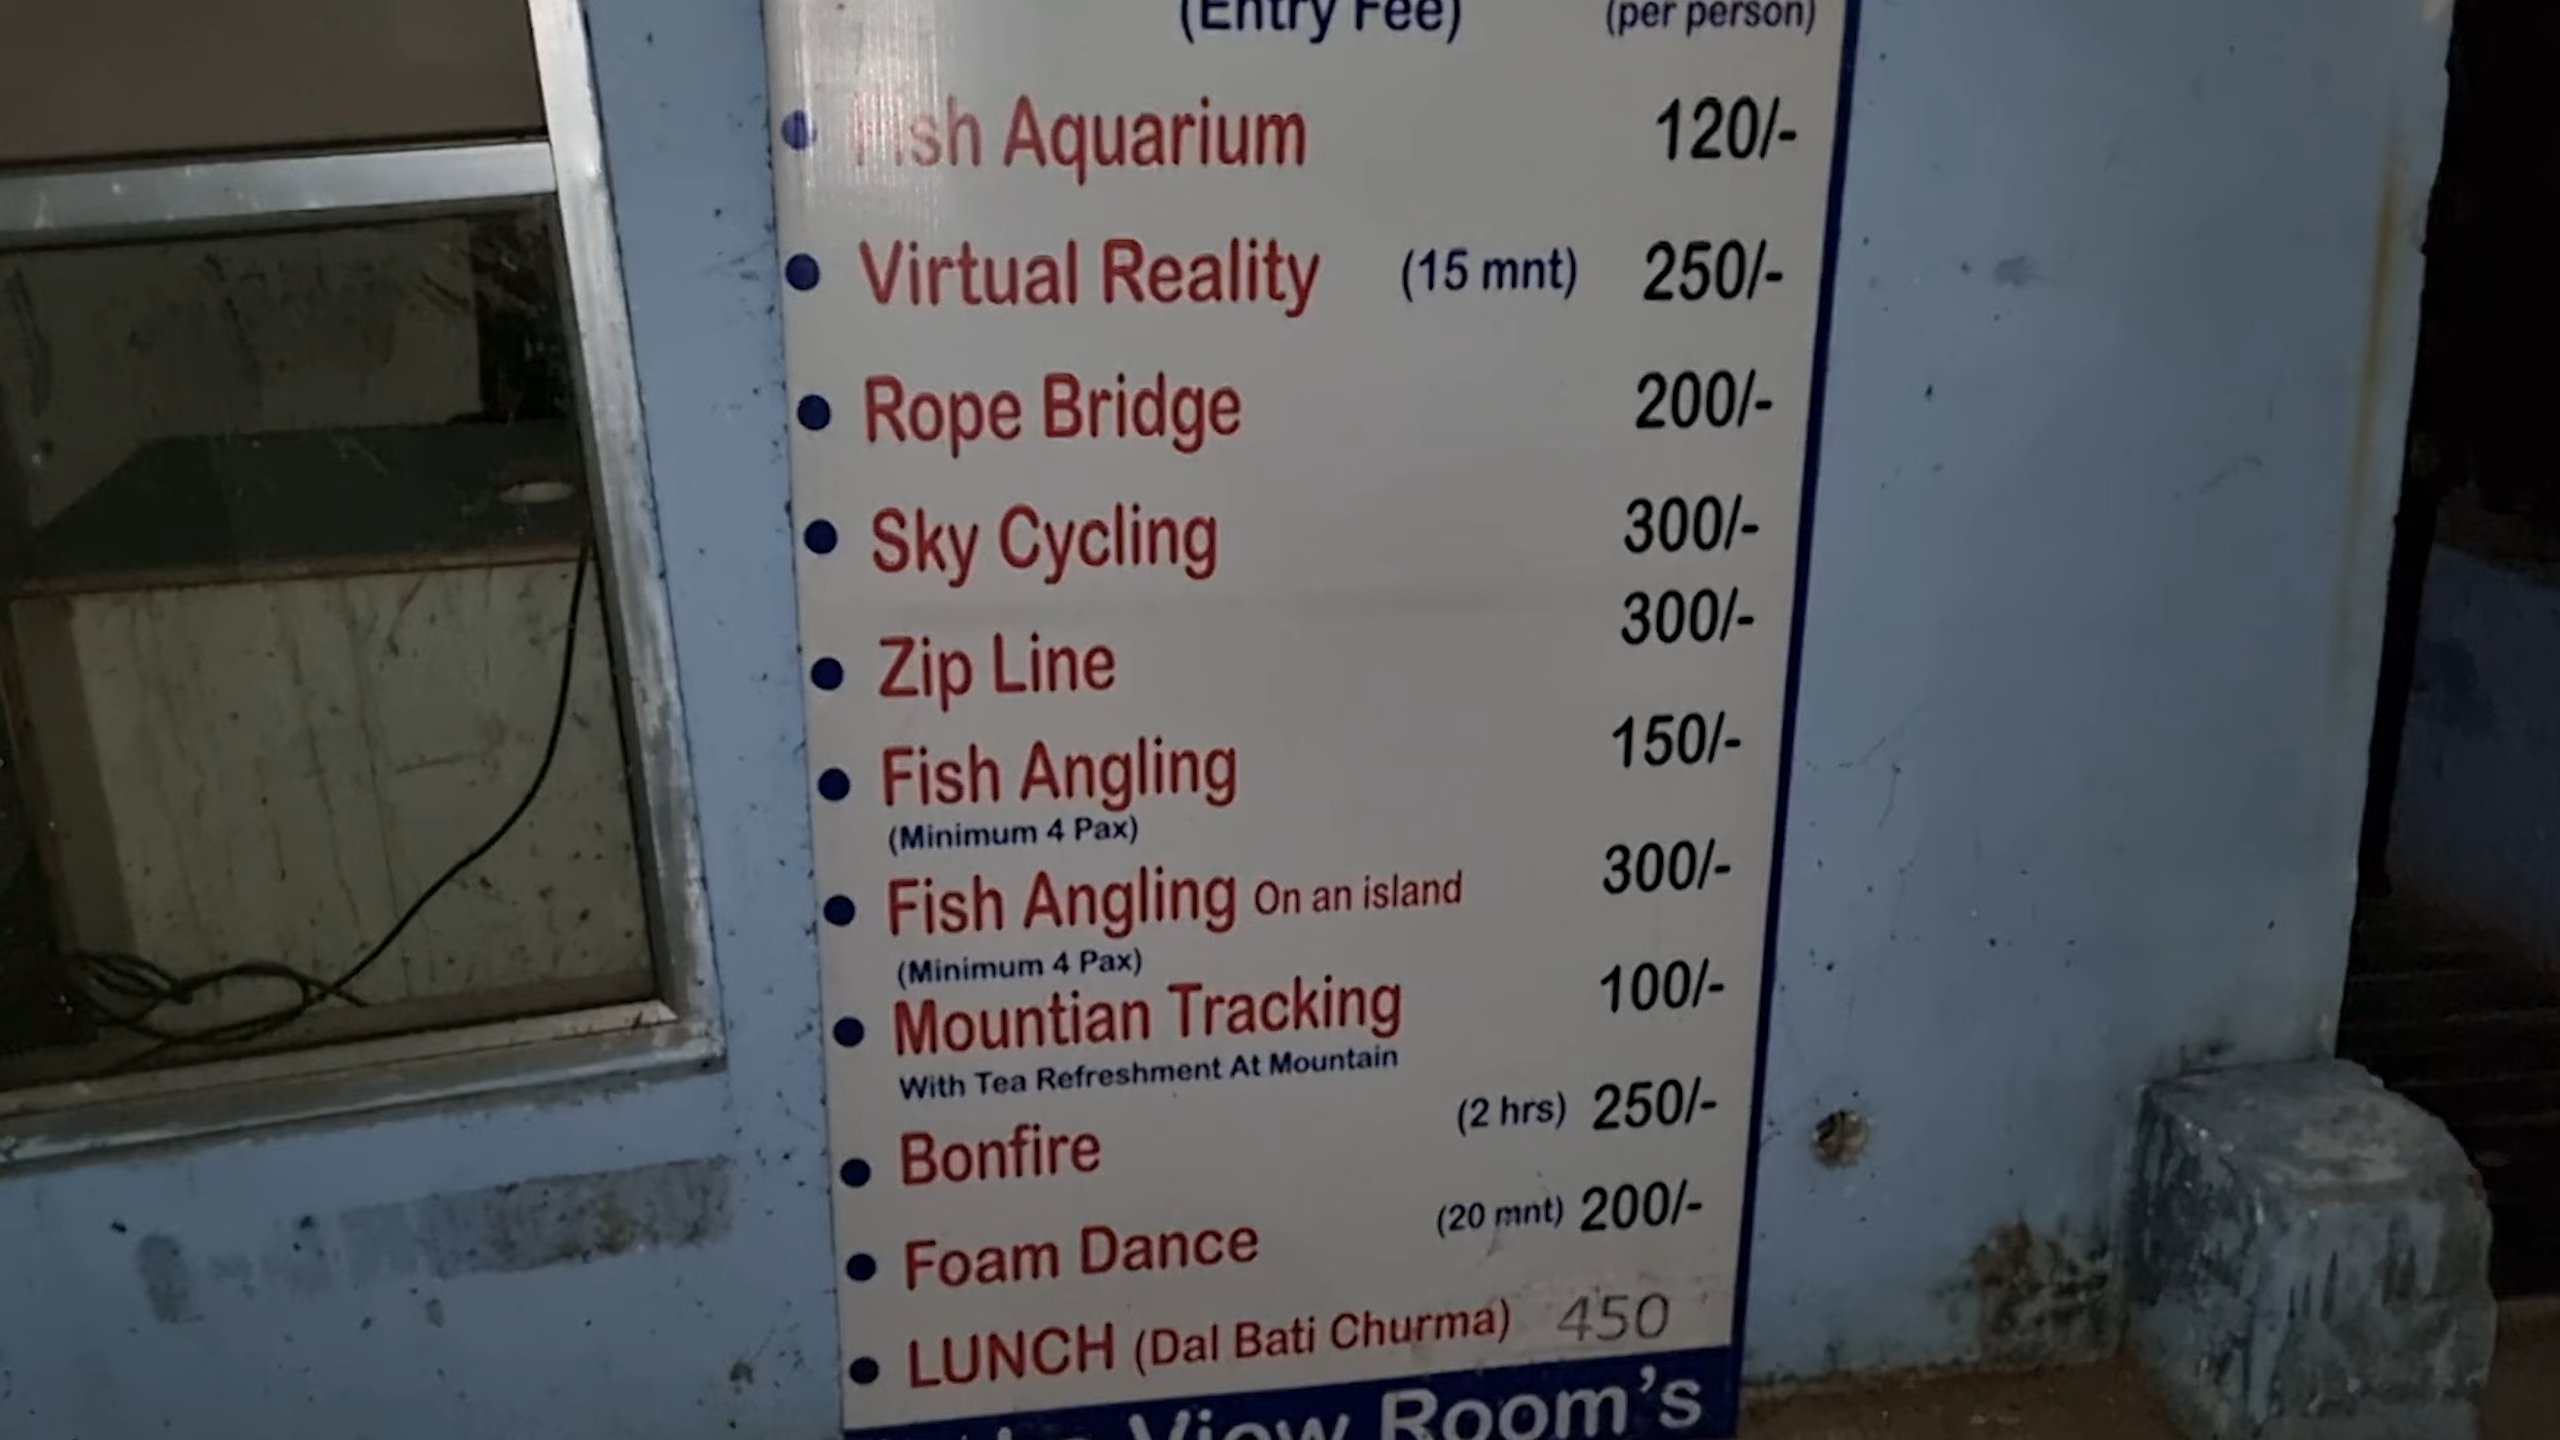 (Entry Fee) (per person)
• Fish Aquarium 120/-
• Virtual Reality (15 mnt) 250/-
• Rope Bridge 200/-
• Sky Cycling 300/-
• Zip Line 300/-
• Fish Angling 150/-
(Minimum 4 Pax)
• Fish Angling On an island 300/-
(Minimum 4 Pax)
• Mountian Tracking 100/-
With Tea Refreshment At Mountain
• Bonfire (2 hrs) 250/-
• Foam Dance (20 mnt) 200/-
• LUNCH (Dal Bati Churma) 450
View Room's